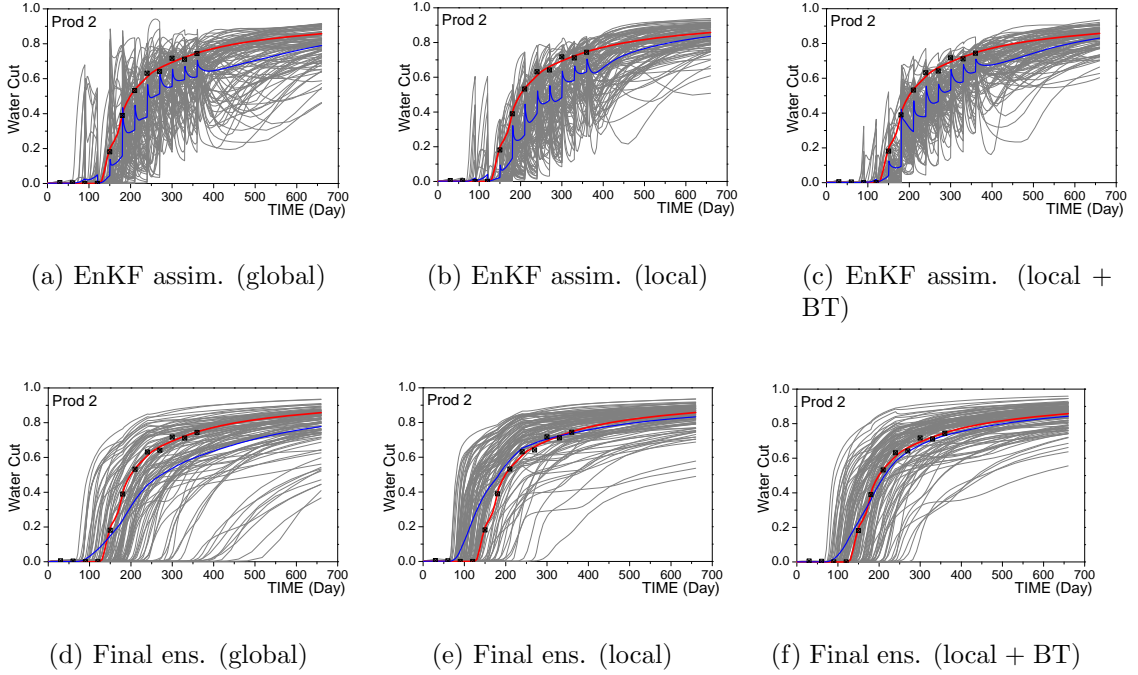 1.0
Prod 2
0.8
0.6
Water Cut
0.4
0.2
0.0
0 100 200 300 400 500 600 700
TIME (Day)
(a) EnKF assim. (global)
1.0
Prod 2
0.8
0.6
Water Cut
0.4
0.2
0.0
0 100 200 300 400 500 600 700
TIME (Day)
(b) EnKF assim. (local)
1.0
Prod 2
0.8
0.6
Water Cut
0.4
0.2
0.0
0 100 200 300 400 500 600 700
TIME (Day)
(c) EnKF assim. (local +
BT)
1.0
Prod 2
0.8
0.6
Water Cut
0.4
0.2
0.0
0 100 200 300 400 500 600 700
TIME (Day)
(d) Final ens. (global)
1.0
Prod 2
0.8
0.6
Water Cut
0.4
0.2
0.0
0 100 200 300 400 500 600 700
TIME (Day)
(e) Final ens. (local)
1.0
Prod 2
0.8
0.6
Water Cut
0.4
0.2
0.0
0 100 200 300 400 500 600 700
TIME (Day)
(f) Final ens. (local + BT)